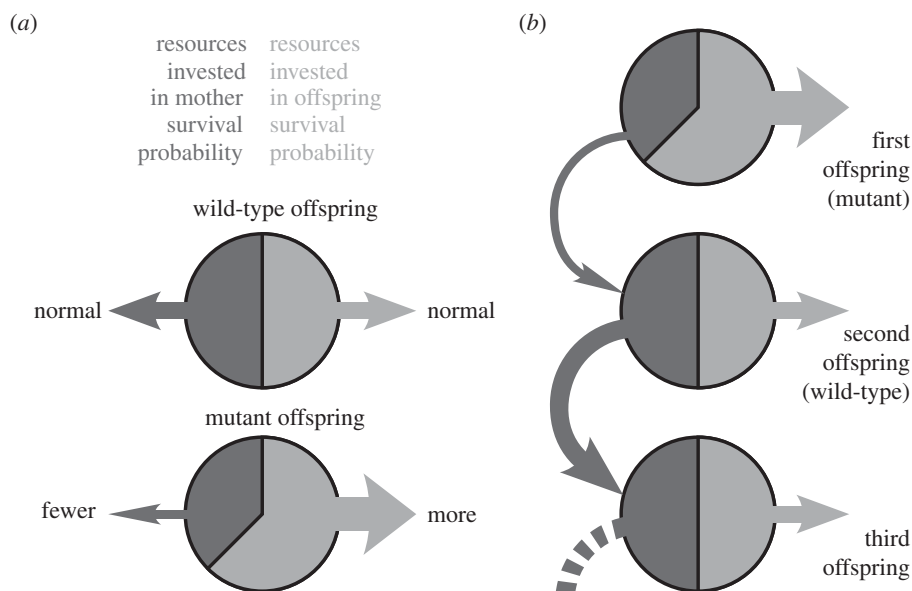 (a)
resources resources
invested invested
in mother in offspring
survival survival
probability probability
wild-type offspring
normal normal
mutant offspring
fewer more
(b)
first
offspring
(mutant)
second
offspring
(wild-type)
third
offspring